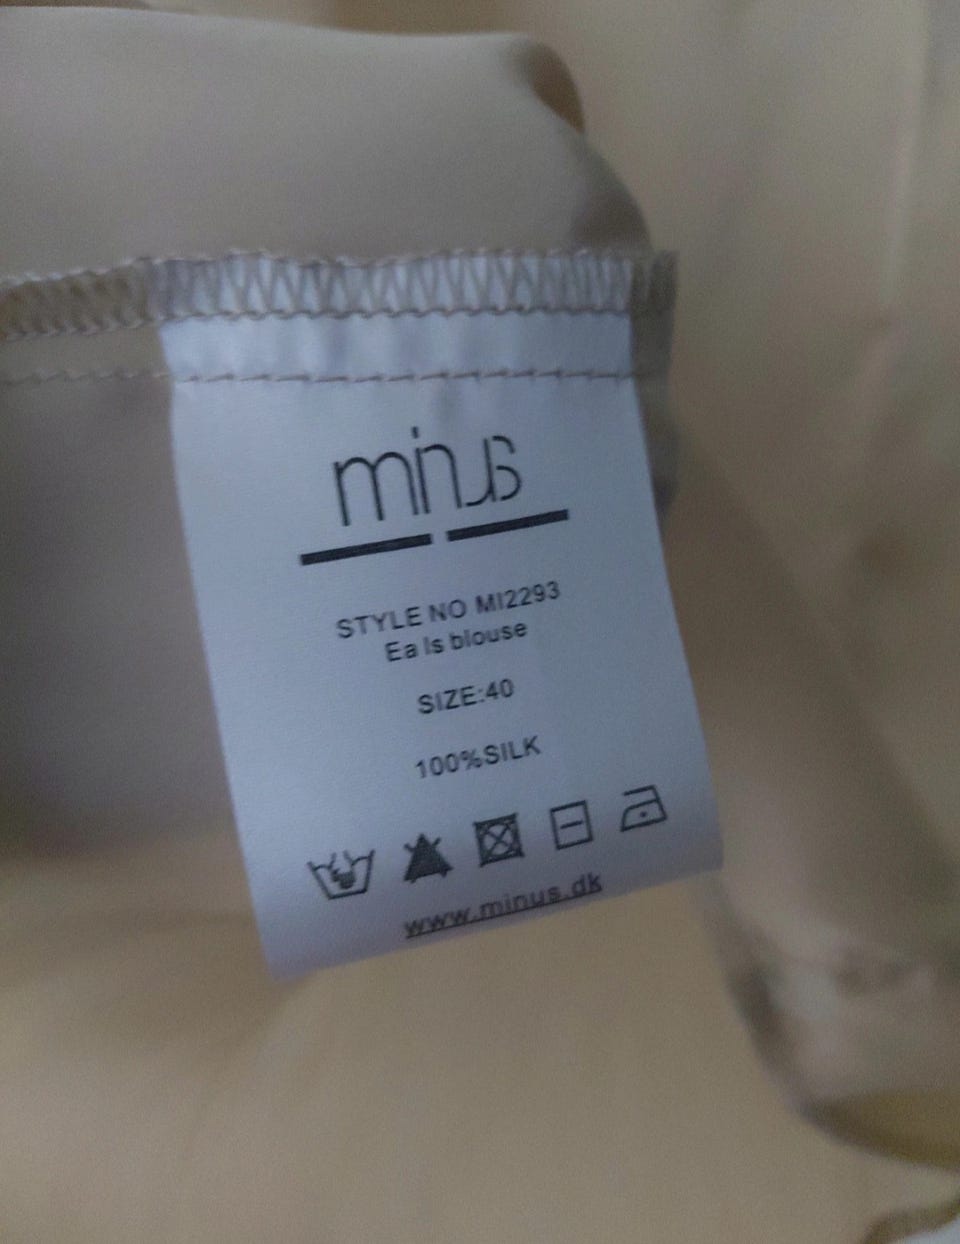 minus
STYLE NO MI2293
Ea ls blouse
SIZE:40
100%SILK
www.minus.dk